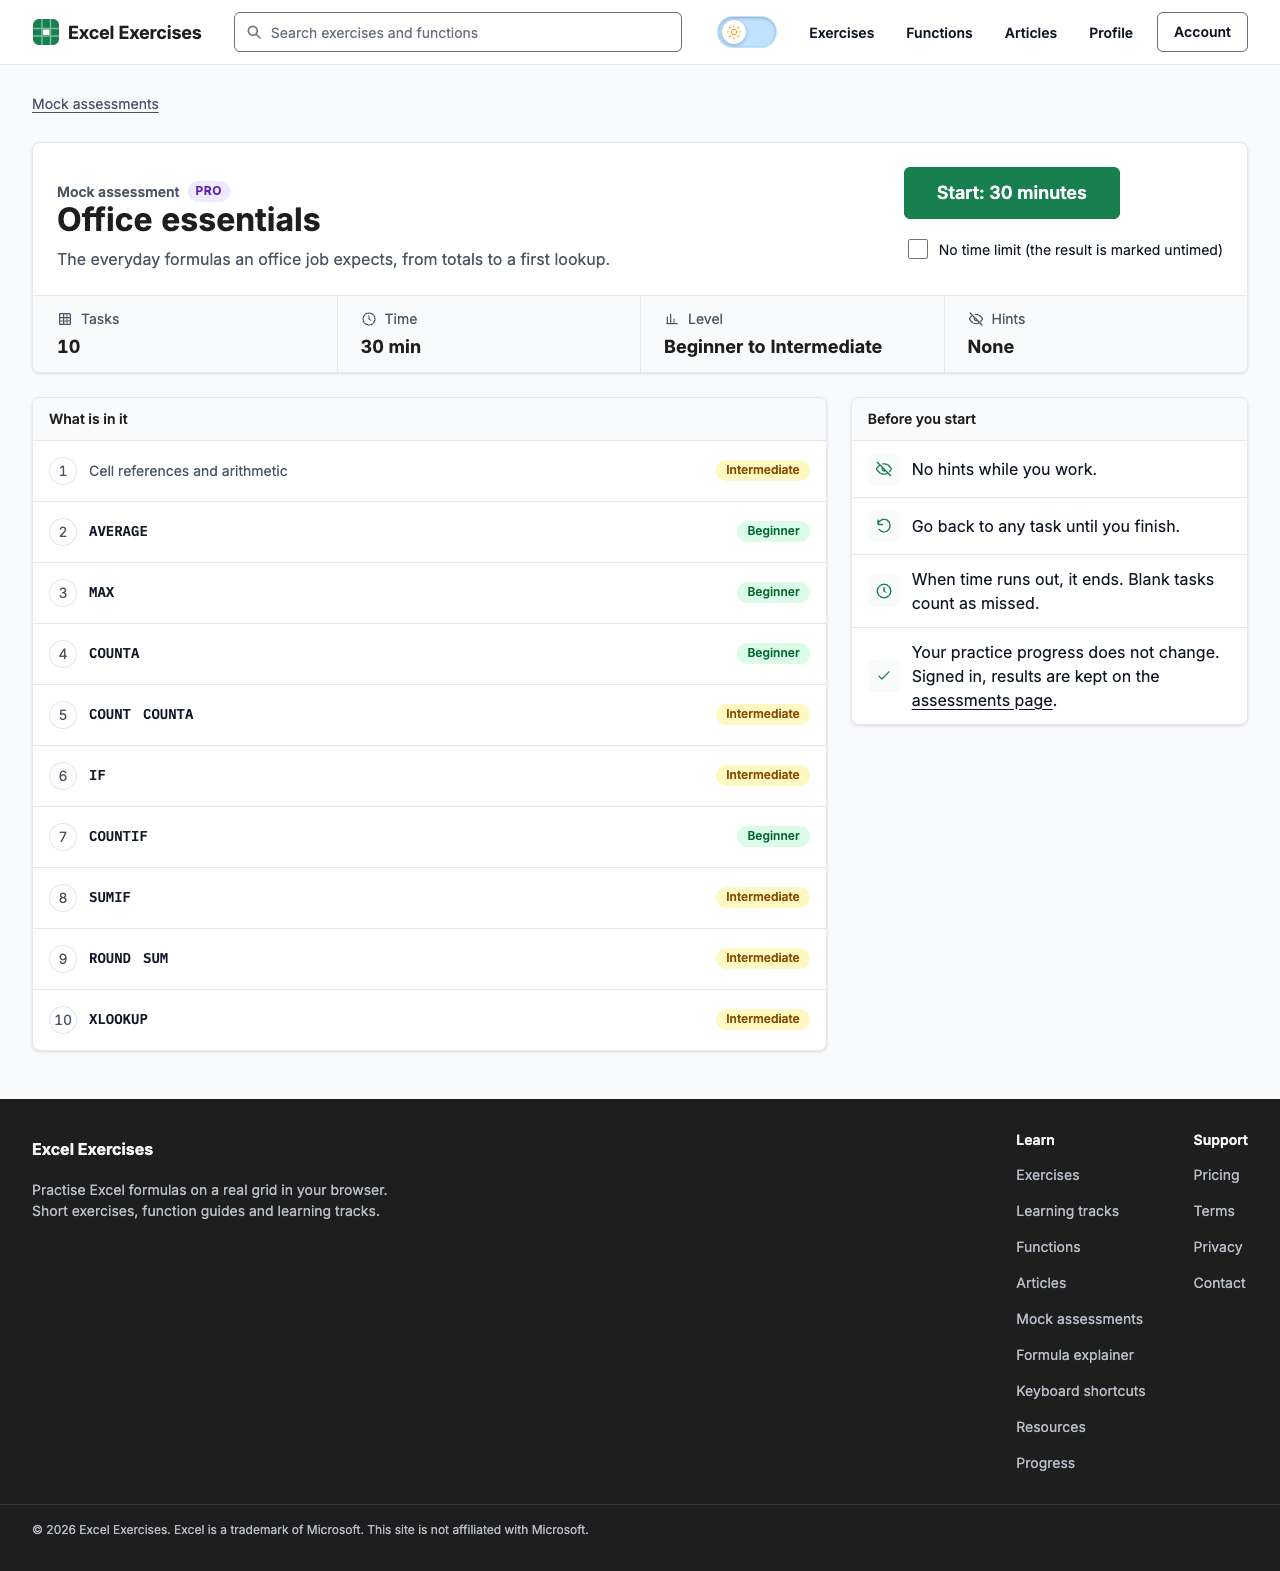 Excel Exercises
Search exercises and functions
Exercises
Functions
Articles
Profile
Account
Mock assessments
Mock assessment PRO
Office essentials
The everyday formulas an office job expects, from totals to a first lookup.
Start: 30 minutes
No time limit (the result is marked untimed)
Tasks
10
Time
30 min
Level
Beginner to Intermediate
Hints
None
What is in it
1 Cell references and arithmetic Intermediate
2 AVERAGE Beginner
3 MAX Beginner
4 COUNTA Beginner
5 COUNT COUNTA Intermediate
6 IF Intermediate
7 COUNTIF Beginner
8 SUMIF Intermediate
9 ROUND SUM Intermediate
10 XLOOKUP Intermediate
Before you start
No hints while you work.
Go back to any task until you finish.
When time runs out, it ends. Blank tasks
count as missed.
Your practice progress does not change.
Signed in, results are kept on the
assessments page.
Excel Exercises
Practise Excel formulas on a real grid in your browser.
Short exercises, function guides and learning tracks.
Learn
Exercises
Learning tracks
Functions
Articles
Mock assessments
Formula explainer
Keyboard shortcuts
Resources
Progress
Support
Pricing
Terms
Privacy
Contact
© 2026 Excel Exercises. Excel is a trademark of Microsoft. This site is not affiliated with Microsoft.